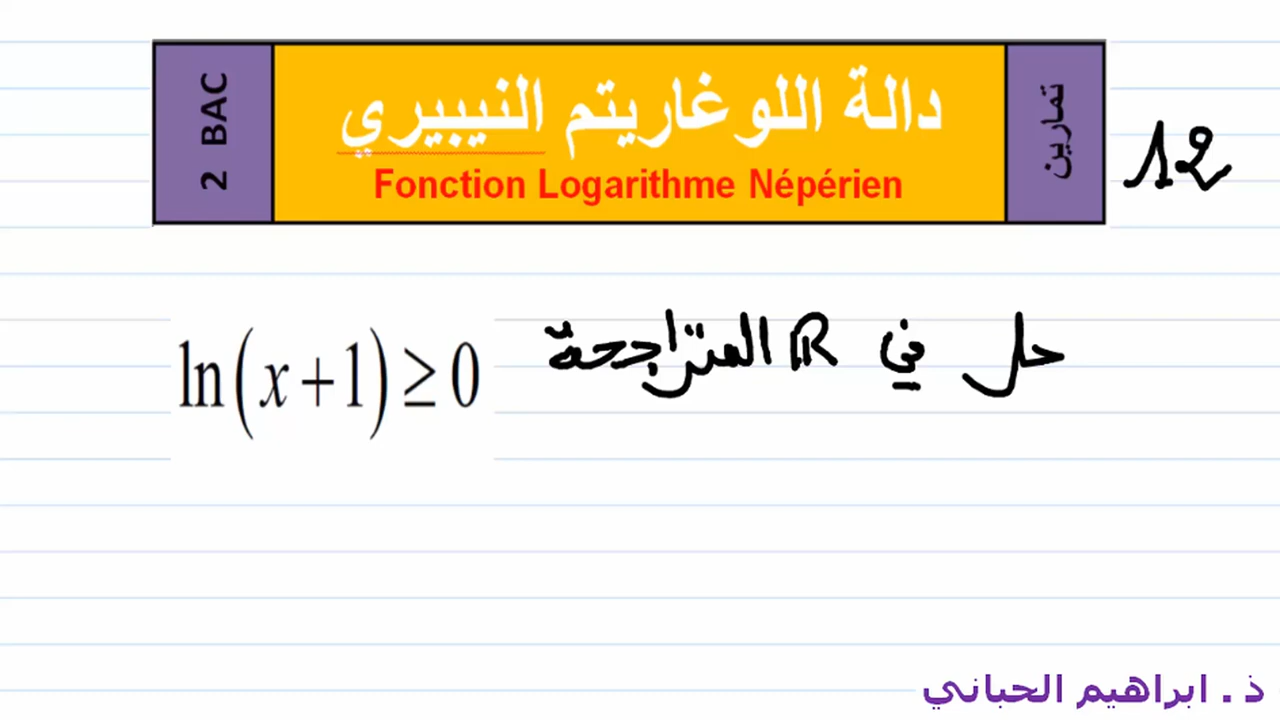 2 BAC
دالة اللوغاريتم النيبيري
Fonction Logarithme Népérien
تمارين
12
حل في ℝ المتراجحة
ln(x+1)≥0
ذ . ابراهيم الحباني